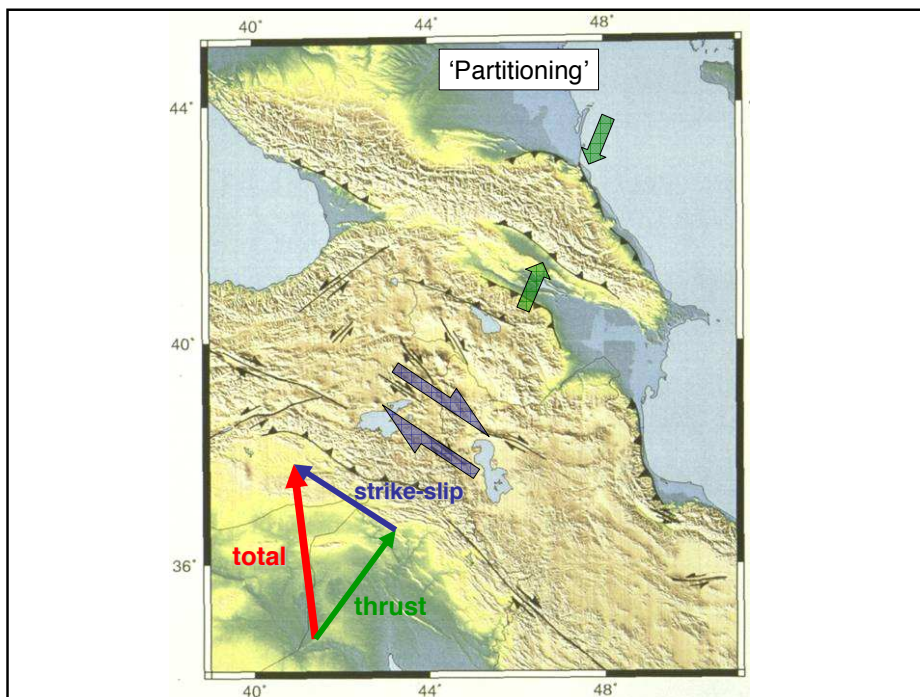 40° 44° 48°
‘Partitioning’
44°
40°
strike-slip
total
36°
thrust
40° 44° 48°